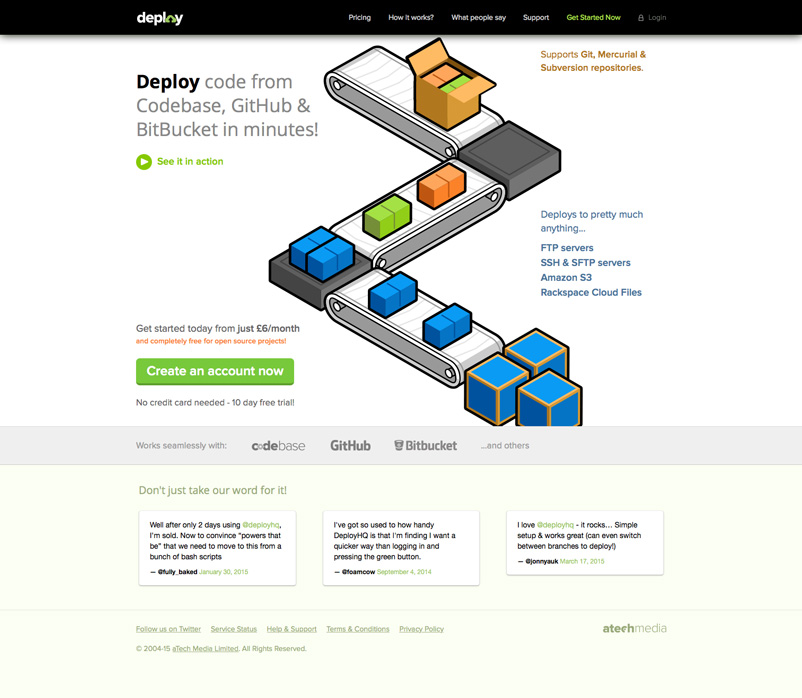 deploy
Pricing How it works? What people say Support Get Started Now Login
Supports Git, Mercurial &
Subversion repositories.
Deploy code from
Codebase, GitHub &
BitBucket in minutes!
See it in action
Deploys to pretty much
anything...
FTP servers
SSH & SFTP servers
Amazon S3
Rackspace Cloud Files
Get started today from just £6/month
and completely free for open source projects!
Create an account now
No credit card needed - 10 day free trial!
Works seamlessly with: codebase GitHub Bitbucket ...and others
Don't just take our word for it!
Well after only 2 days using @deployhq,
I'm sold. Now to convince "powers that
be" that we need to move to this from a
bunch of bash scripts
— @fully_baked January 30, 2015
I've got so used to how handy
DeployHQ is that I'm finding I want a
quicker way than logging in and
pressing the green button.
— @foamcow September 4, 2014
I love @deployhq - it rocks... Simple
setup & works great (can even switch
between branches to deploy!)
— @jonnyauk March 17, 2015
Follow us on Twitter Service Status Help & Support Terms & Conditions Privacy Policy
atechmedia
© 2004-15 aTech Media Limited. All Rights Reserved.